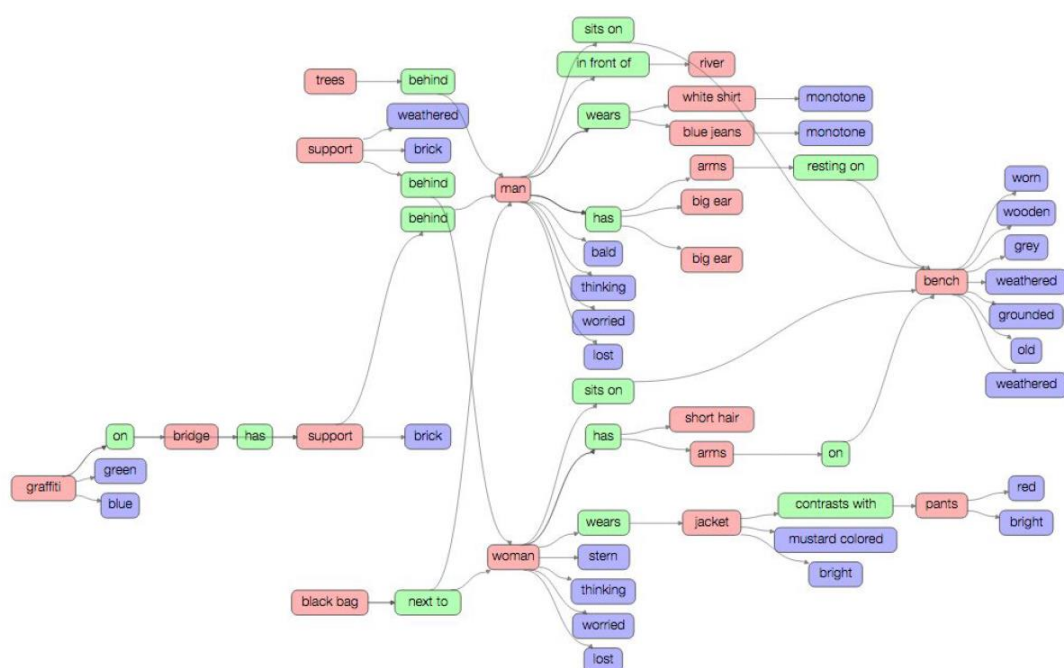 sits on
in front of
river
trees
behind
weathered
white shirt
monotone
wears
blue jeans
monotone
support
brick
behind
arms
resting on
man
big ear
worn
wooden
behind
has
grey
bald
big ear
bench
weathered
thinking
grounded
worried
old
lost
weathered
sits on
short hair
on
bridge
has
support
brick
has
arms
on
green
graffiti
blue
red
contrasts with
pants
wears
jacket
bright
mustard colored
woman
stern
bright
thinking
black bag
next to
worried
lost